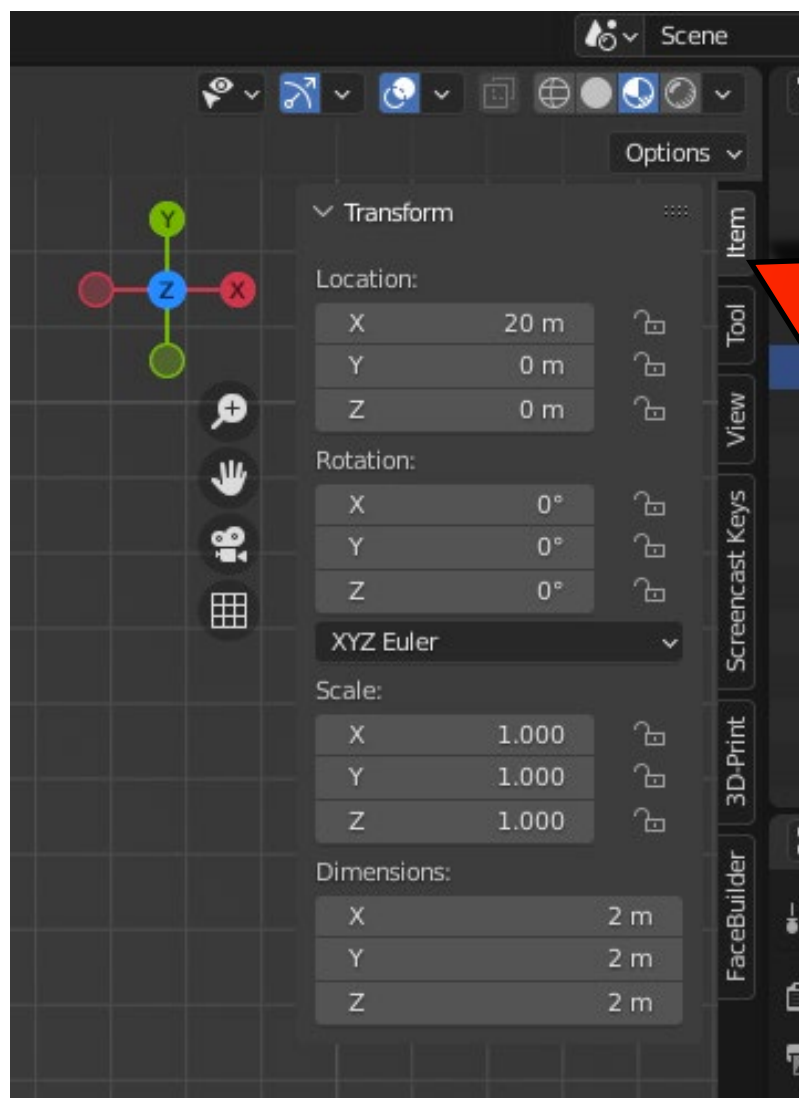 Scene
Options
Transform
Location:
X 20 m
Y 0 m
Z 0 m
Rotation:
X 0°
Y 0°
Z 0°
XYZ Euler
Scale:
X 1.000
Y 1.000
Z 1.000
Dimensions:
X 2 m
Y 2 m
Z 2 m
Y
Z
X
Item
Tool
View
Screencast Keys
3D-Print
FaceBuilder